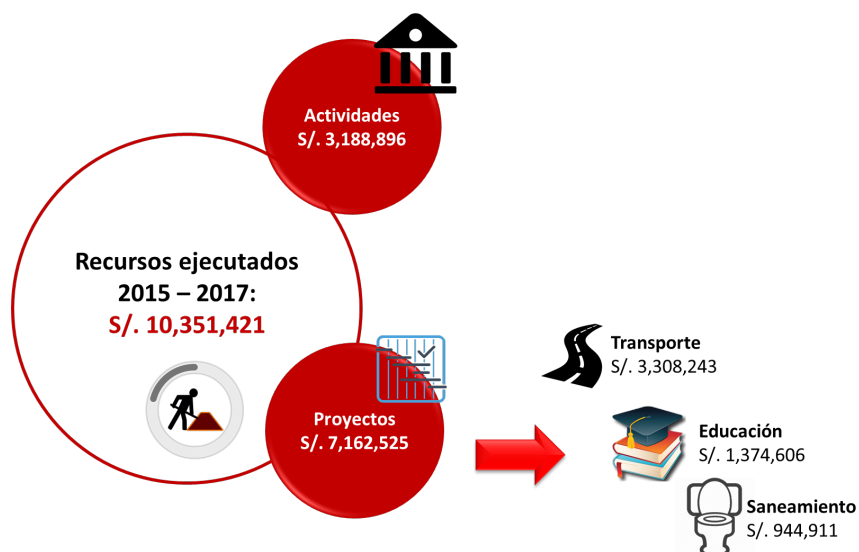 Actividades
S/. 3,188,896
Recursos ejecutados
2015 – 2017:
S/. 10,351,421
Proyectos
S/. 7,162,525
Transporte
S/. 3,308,243
Educación
S/. 1,374,606
Saneamiento
S/. 944,911